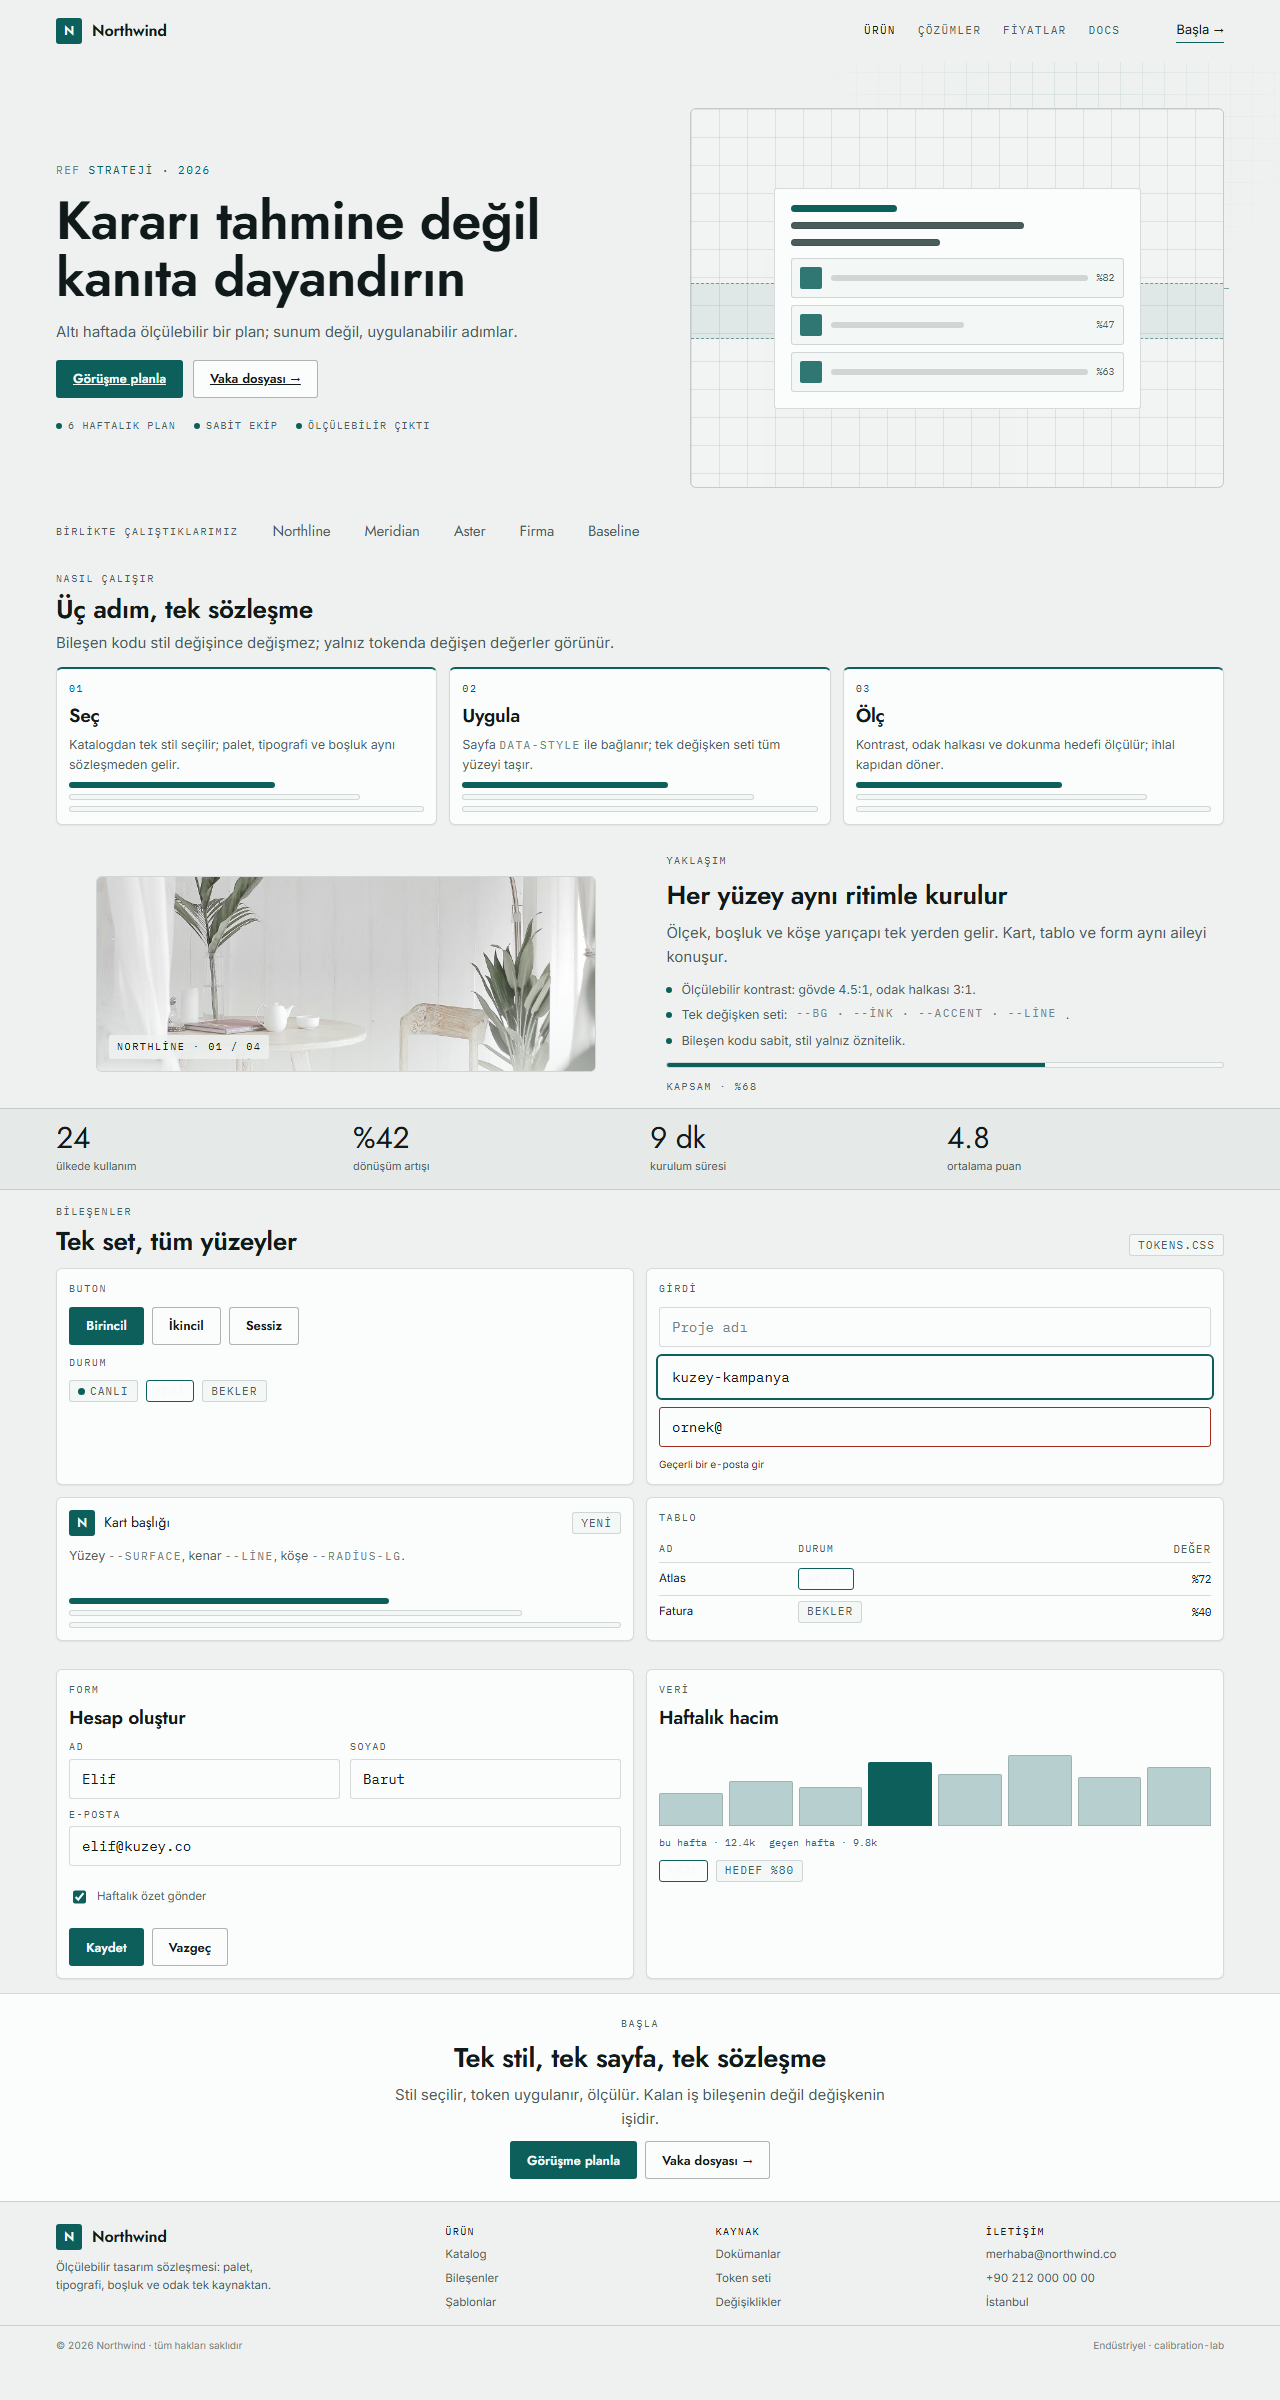 N Northwind
ÜRÜN ÇÖZÜMLER FİYATLAR DOCS Başla →
REF STRATEJİ · 2026
Kararı tahmine değil
kanıta dayandırın
Altı haftada ölçülebilir bir plan; sunum değil, uygulanabilir adımlar.
Görüşme planla Vaka dosyası →
6 HAFTALIK PLAN SABİT EKİP ÖLÇÜLEBİLİR ÇIKTI
%82
%47
%63
BİRLİKTE ÇALIŞTIKLARIMIZ Northline Meridian Aster Firma Baseline
NASIL ÇALIŞIR
Üç adım, tek sözleşme
Bileşen kodu stil değişince değişmez; yalnız tokenda değişen değerler görünür.
01
Seç
Katalogdan tek stil seçilir; palet, tipografi ve boşluk aynı
sözleşmeden gelir.
02
Uygula
Sayfa DATA-STYLE ile bağlanır; tek değişken seti tüm
yüzeyi taşır.
03
Ölç
Kontrast, odak halkası ve dokunma hedefi ölçülür; ihlal
kapıdan döner.
NORTHLİNE · 01 / 04
YAKLAŞIM
Her yüzey aynı ritimle kurulur
Ölçek, boşluk ve köşe yarıçapı tek yerden gelir. Kart, tablo ve form aynı aileyi
konuşur.
Ölçülebilir kontrast: gövde 4.5:1, odak halkası 3:1.
Tek değişken seti: --BG · --İNK · --ACCENT · --LİNE .
Bileşen kodu sabit, stil yalnız öznitelik.
KAPSAM · %68
24
ülkede kullanım
%42
dönüşüm artışı
9 dk
kurulum süresi
4.8
ortalama puan
BİLEŞENLER
Tek set, tüm yüzeyler
TOKENS.CSS
BUTON
Birincil İkincil Sessiz
DURUM
CANLI BEKLER
GİRDİ
Proje adı
kuzey-kampanya
ornek@
Geçerli bir e-posta gir
N Kart başlığı YENİ
Yüzey --SURFACE, kenar --LİNE, köşe --RADİUS-LG.
TABLO
AD DURUM DEĞER
Atlas %72
Fatura BEKLER %40
FORM
Hesap oluştur
AD SOYAD
Elif Barut
E-POSTA
elif@kuzey.co
Haftalık özet gönder
Kaydet Vazgeç
VERİ
Haftalık hacim
bu hafta · 12.4k geçen hafta · 9.8k
HEDEF %80
BAŞLA
Tek stil, tek sayfa, tek sözleşme
Stil seçilir, token uygulanır, ölçülür. Kalan iş bileşenin değil değişkenin
işidir.
Görüşme planla Vaka dosyası →
N Northwind
Ölçülebilir tasarım sözleşmesi: palet,
tipografi, boşluk ve odak tek kaynaktan.
ÜRÜN
Katalog
Bileşenler
Şablonlar
KAYNAK
Dokümanlar
Token seti
Değişiklikler
İLETİŞİM
merhaba@northwind.co
+90 212 000 00 00
İstanbul
© 2026 Northwind · tüm hakları saklıdır
Endüstriyel · calibration-lab